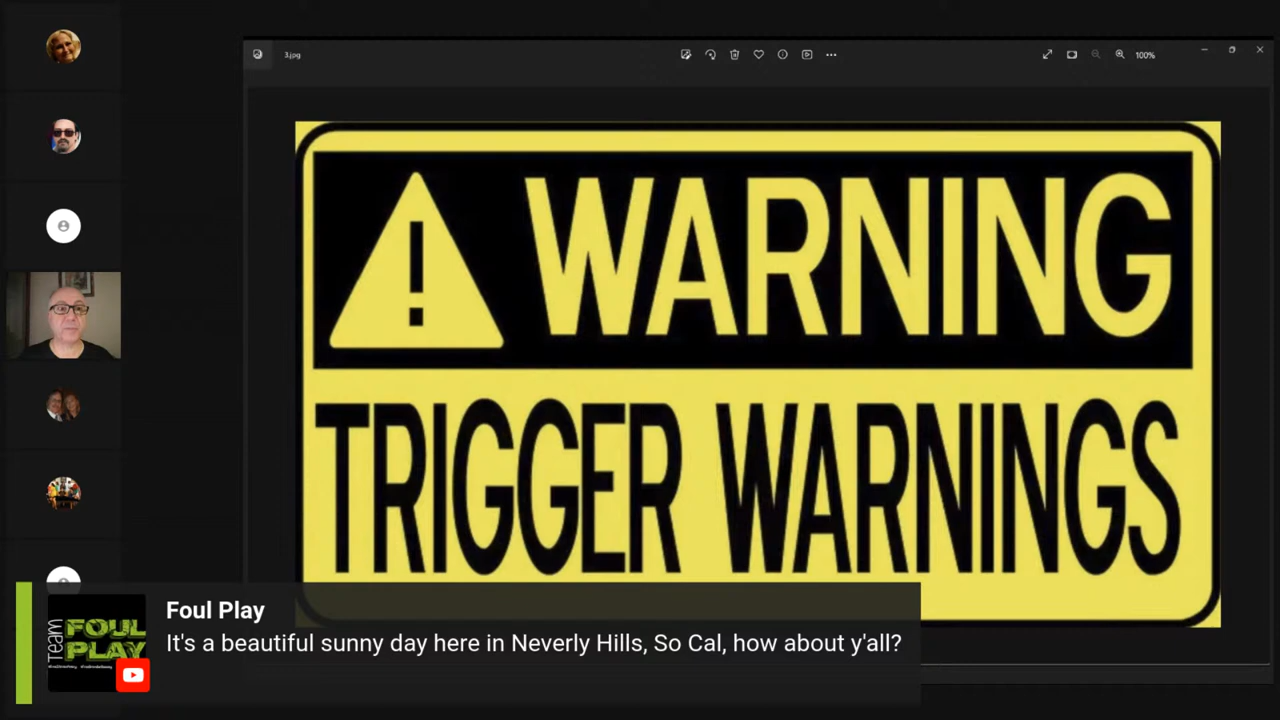 3.jpg
100%
WARNING
TRIGGER WARNINGS
TEAM
FOUL
PLAY
Foul Play
It's a beautiful sunny day here in Neverly Hills, So Cal, how about y'all?